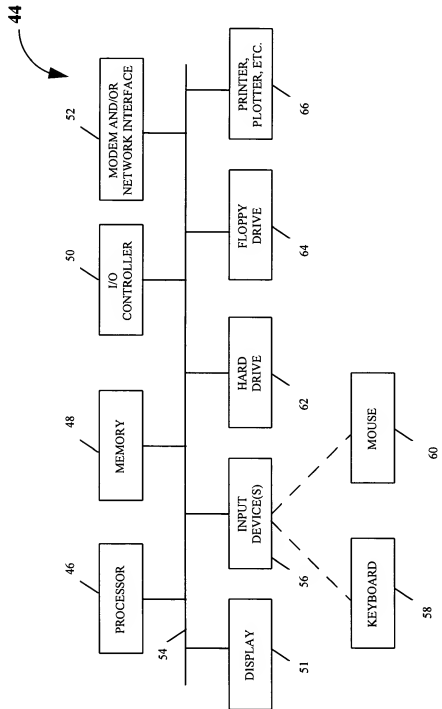 44
46
48
50
52
PROCESSOR
MEMORY
I/O
CONTROLLER
MODEM AND/OR
NETWORK INTERFACE
54
DISPLAY
INPUT
DEVICE(S)
HARD
DRIVE
FLOPPY
DRIVE
PRINTER,
PLOTTER, ETC.
51
56
62
64
66
KEYBOARD
MOUSE
58
60